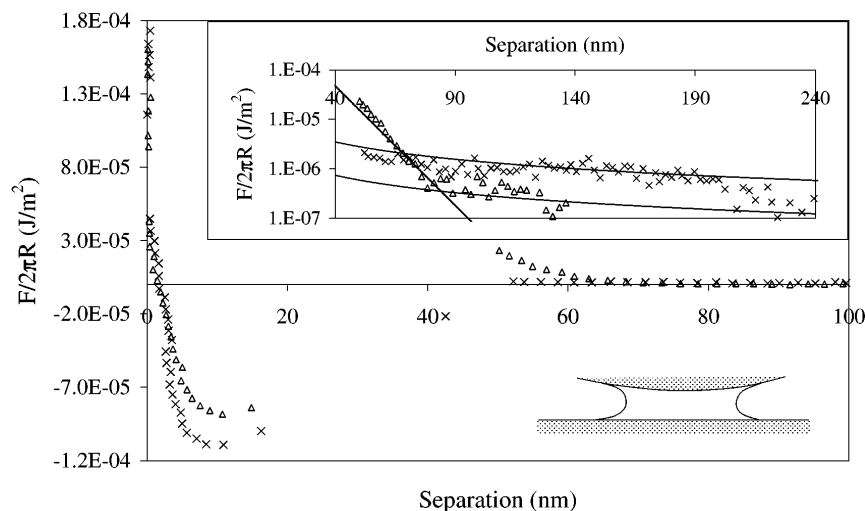 1.8E-04
1.3E-04
8.0E-05
3.0E-05
-2.0E-05
-7.0E-05
-1.2E-04
F/2πR (J/m²)
0
20
40
60
80
100
Separation (nm)
Separation (nm)
40
90
140
190
240
1.E-04
1.E-05
1.E-06
1.E-07
F/2πR (J/m²)